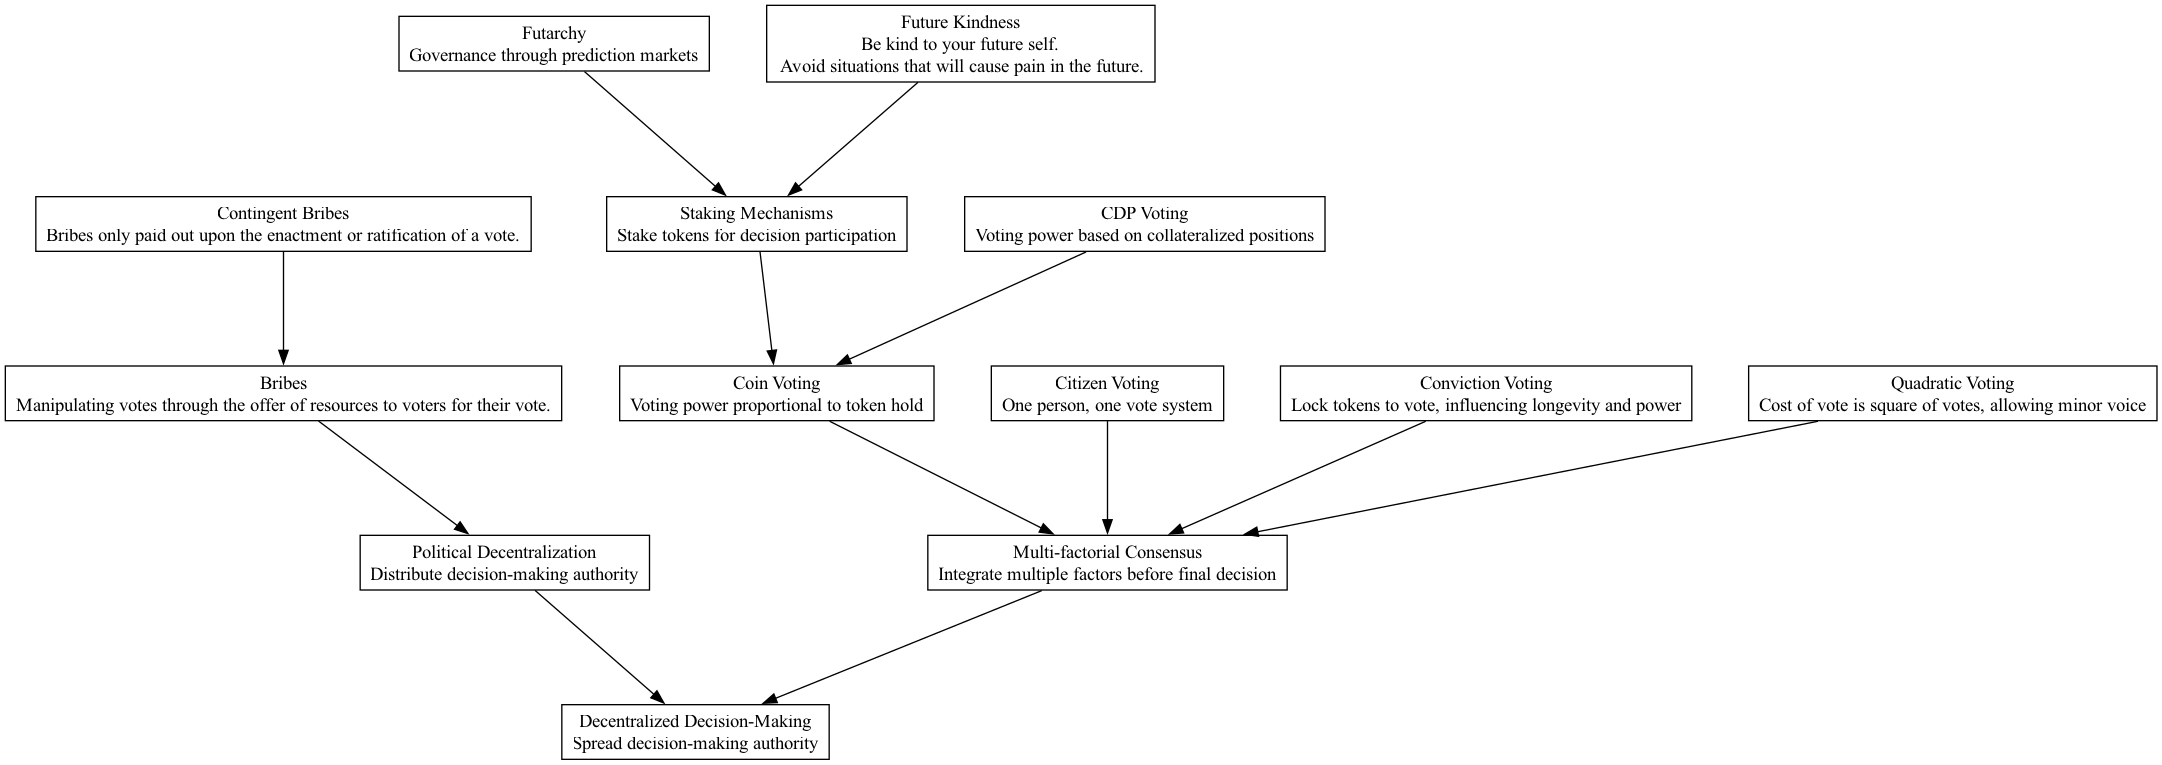 Futarchy
Governance through prediction markets
Future Kindness
Be kind to your future self.
Avoid situations that will cause pain in the future.
Contingent Bribes
Bribes only paid out upon the enactment or ratification of a vote.
Staking Mechanisms
Stake tokens for decision participation
CDP Voting
Voting power based on collateralized positions
Bribes
Manipulating votes through the offer of resources to voters for their vote.
Coin Voting
Voting power proportional to token hold
Citizen Voting
One person, one vote system
Conviction Voting
Lock tokens to vote, influencing longevity and power
Quadratic Voting
Cost of vote is square of votes, allowing minor voice
Political Decentralization
Distribute decision-making authority
Multi-factorial Consensus
Integrate multiple factors before final decision
Decentralized Decision-Making
Spread decision-making authority